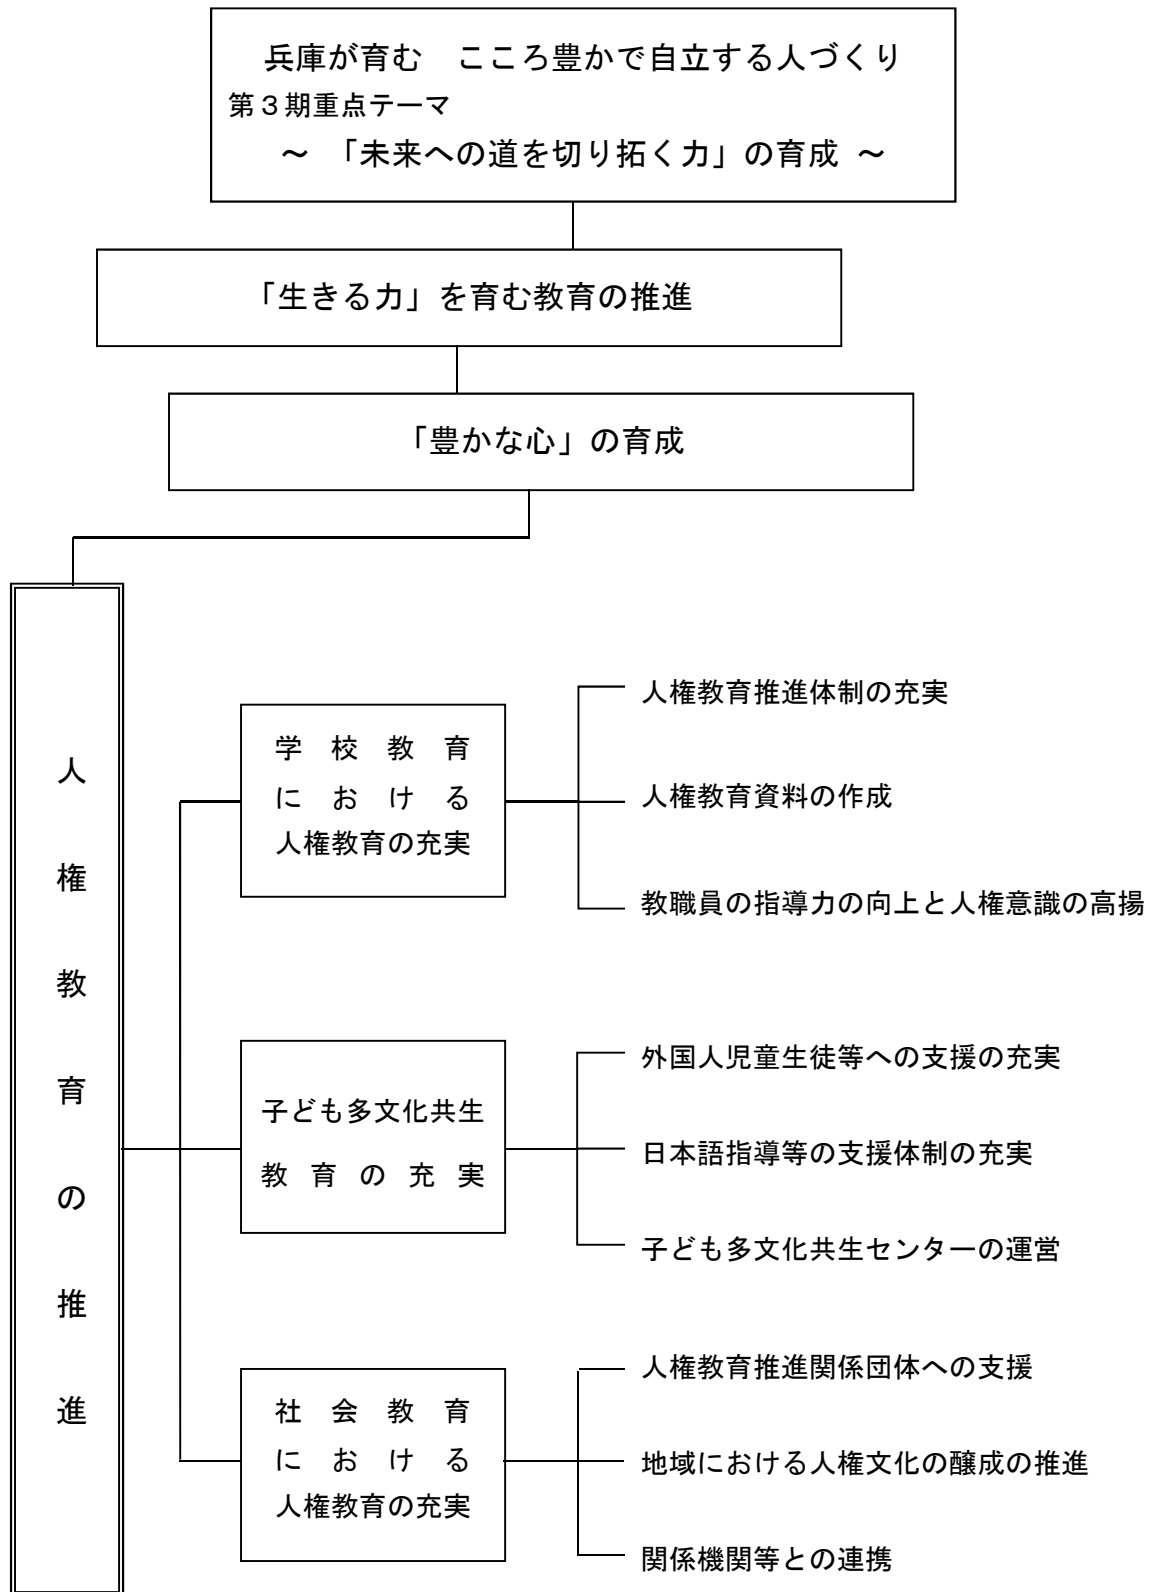 兵庫が育む　こころ豊かで自立する人づくり
第３期重点テーマ
～　「未来への道を切り拓く力」の育成　～
「生きる力」を育む教育の推進
「豊かな心」の育成
人権教育の推進
学校教育
における
人権教育の充実
人権教育推進体制の充実
人権教育資料の作成
教職員の指導力の向上と人権意識の高揚
子ども多文化共生
教育の充実
外国人児童生徒等への支援の充実
日本語指導等の支援体制の充実
子ども多文化共生センターの運営
社会教育
における
人権教育の充実
人権教育推進関係団体への支援
地域における人権文化の醸成の推進
関係機関等との連携